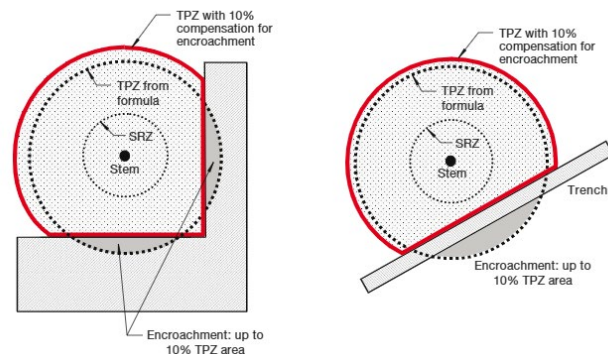 TPZ with 10%
compensation for
encroachment
TPZ from
formula
SRZ
Stem
Encroachment: up to
10% TPZ area
TPZ with 10%
compensation for
encroachment
TPZ from
formula
SRZ
Stem
Trench
Encroachment: up to
10% TPZ area